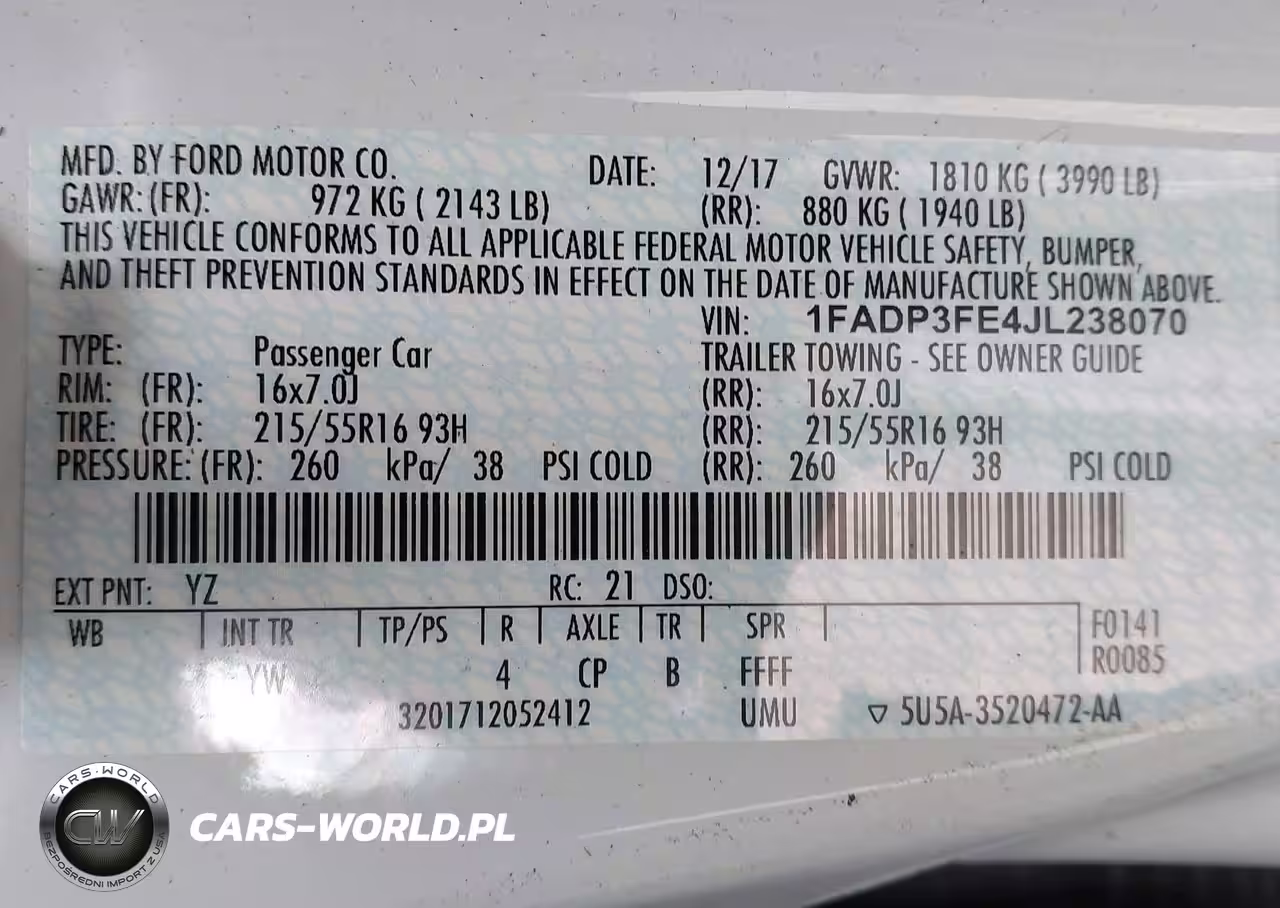 MFD. BY FORD MOTOR CO. DATE: 12/17 GVWR: 1810 KG ( 3990 LB)
GAWR: (FR): 972 KG ( 2143 LB) (RR): 880 KG ( 1940 LB)
THIS VEHICLE CONFORMS TO ALL APPLICABLE FEDERAL MOTOR VEHICLE SAFETY, BUMPER,
AND THEFT PREVENTION STANDARDS IN EFFECT ON THE DATE OF MANUFACTURE SHOWN ABOVE.
VIN: 1FADP3FE4JL238070
TYPE: Passenger Car TRAILER TOWING - SEE OWNER GUIDE
RIM: (FR): 16x7.0J (RR): 16x7.0J
TIRE: (FR): 215/55R16 93H (RR): 215/55R16 93H
PRESSURE: (FR): 260 kPa/ 38 PSI COLD (RR): 260 kPa/ 38 PSI COLD
EXT PNT: YZ RC: 21 DSO:
WB INT TR TP/PS R AXLE TR SPR F0141
YW 4 CP B FFFF R0085
3201712052412 UMU ▽ 5U5A-3520472-AA
CARS-WORLD
CW
BEZPOŚREDNI IMPORT Z USA
CARS-WORLD.PL